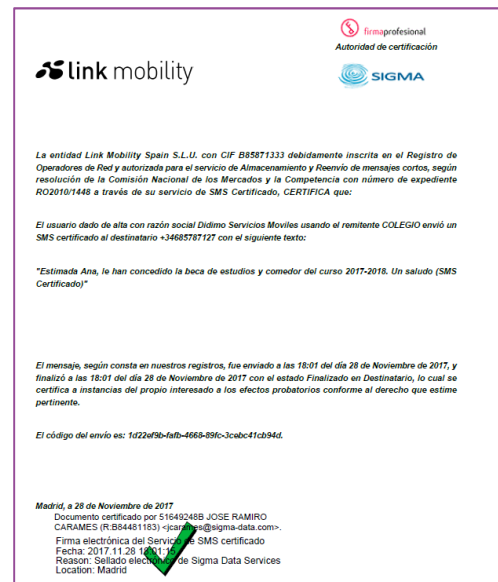 firmaprofesional
Autoridad de certificación
link mobility
SIGMA
La entidad Link Mobility Spain S.L.U. con CIF B85871333 debidamente inscrita en el Registro de
Operadores de Red y autorizada para el servicio de Almacenamiento y Reenvío de mensajes cortos, según
resolución de la Comisión Nacional de los Mercados y la Competencia con número de expediente
RO2010/1448 a través de su servicio de SMS Certificado, CERTIFICA que:
El usuario dado de alta con razón social Didimo Servicios Moviles usando el remitente COLEGIO envió un
SMS certificado al destinatario +34685787127 con el siguiente texto:
"Estimada Ana, le han concedido la beca de estudios y comedor del curso 2017-2018. Un saludo (SMS
Certificado)"
El mensaje, según consta en nuestros registros, fue enviado a las 18:01 del día 28 de Noviembre de 2017, y
finalizó a las 18:01 del día 28 de Noviembre de 2017 con el estado Finalizado en Destinatario, lo cual se
certifica a instancias del propio interesado a los efectos probatorios conforme al derecho que estime
pertinente.
El código del envío es: 1d22ef9b-fafb-4668-89fc-3cebc41cb94d.
Madrid, a 28 de Noviembre de 2017
Documento certificado por 51649248B JOSE RAMIRO
CARAMES (R:B84481183) <jcarames@sigma-data.com>.
Firma electrónica del Servicio de SMS certificado
Fecha: 2017.11.28 18:01:15
Reason: Sellado electrónico de Sigma Data Services
Location: Madrid